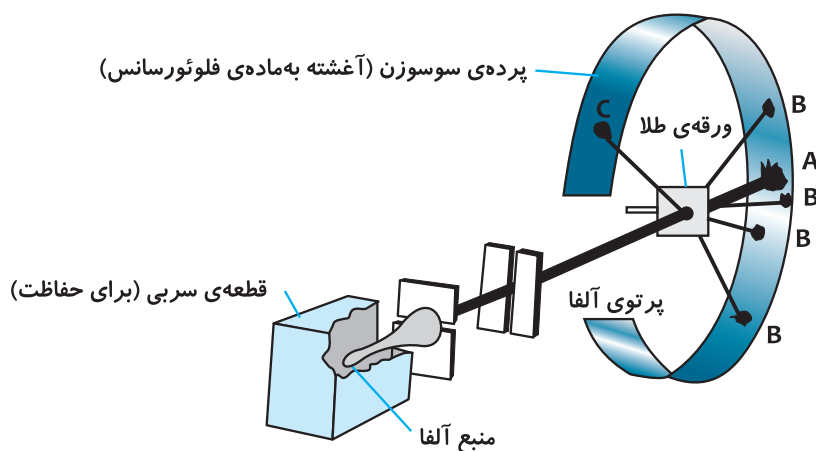 پرده‌ی سوسوزن (آغشته به‌ماده‌ی فلوئورسانس)
C
ورقه‌ی طلا
B
A
B
B
قطعه‌ی سربی (برای حفاظت)
پرتوی آلفا
B
منبع آلفا